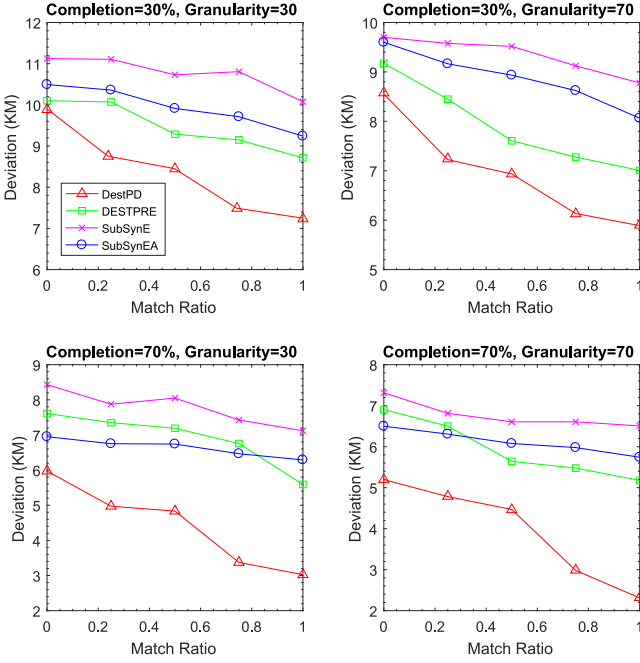 Completion=30%, Granularity=30
12
11
10
9
8
7
6
Deviation (KM)
DestPD
DESTPRE
SubSynE
SubSynEA
0 0.2 0.4 0.6 0.8 1
Match Ratio
Completion=30%, Granularity=70
10
9
8
7
6
5
Deviation (KM)
0 0.2 0.4 0.6 0.8 1
Match Ratio
Completion=70%, Granularity=30
9
8
7
6
5
4
3
2
Deviation (KM)
0 0.2 0.4 0.6 0.8 1
Match Ratio
Completion=70%, Granularity=70
8
7
6
5
4
3
2
Deviation (KM)
0 0.2 0.4 0.6 0.8 1
Match Ratio